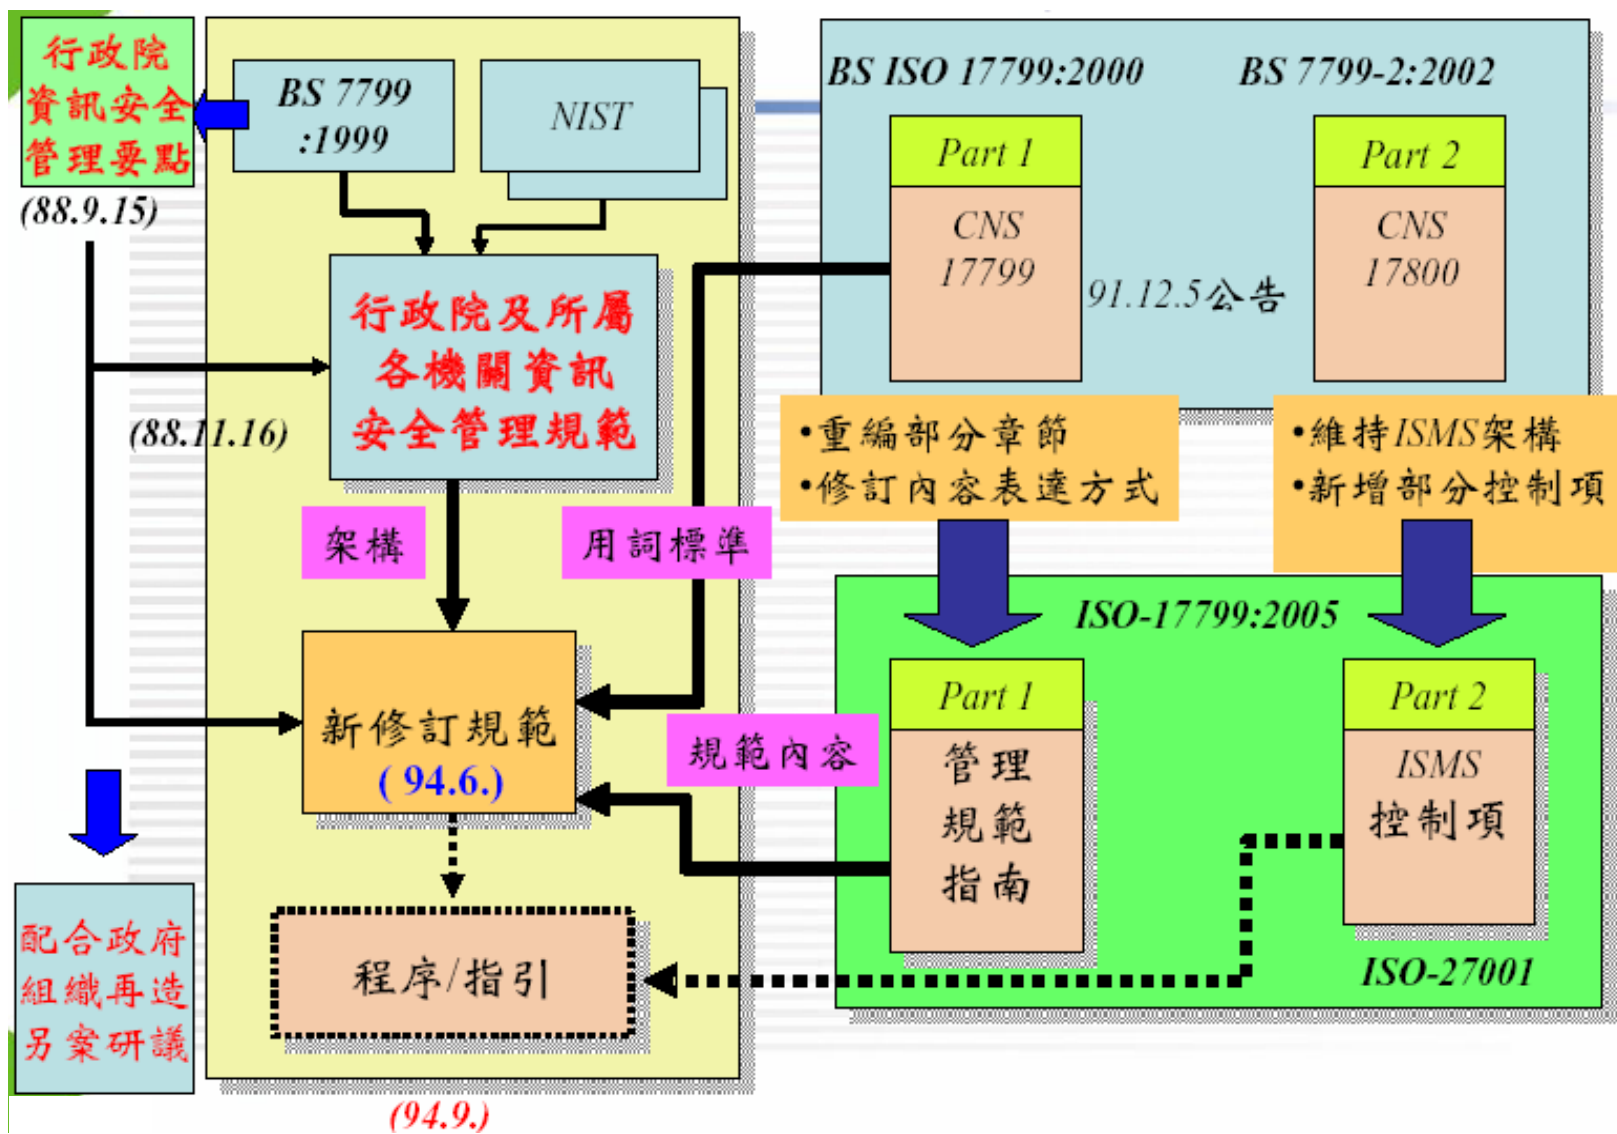 行政院
資訊安全
管理要點
(88.9.15)
BS 7799
:1999
NIST
行政院及所屬
各機關資訊
安全管理規範
(88.11.16)
架構
用詞標準
新修訂規範
( 94.6.)
規範內容
程序/指引
(94.9.)
配合政府
組織再造
另案研議
BS ISO 17799:2000
BS 7799-2:2002
Part 1
CNS
17799
91.12.5公告
Part 2
CNS
17800
•重編部分章節
•修訂內容表達方式
•維持ISMS架構
•新增部分控制項
ISO-17799:2005
Part 1
管理
規範
指南
Part 2
ISMS
控制項
ISO-27001